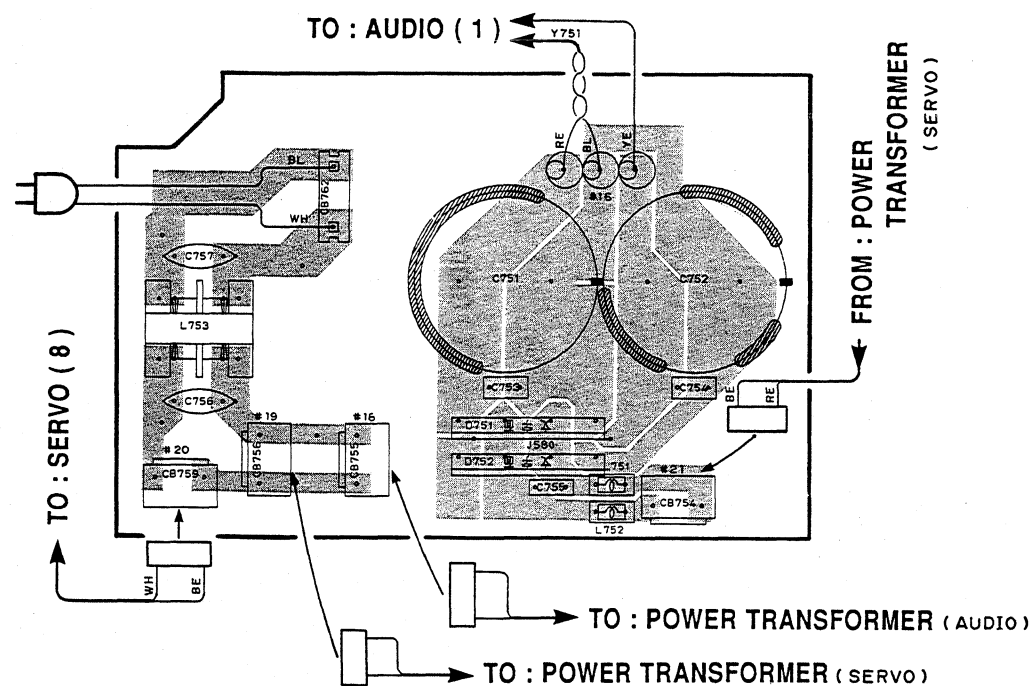 TO : AUDIO ( 1 )
Y751
FROM : POWER
TRANSFORMER
( SERVO )
RE
BL
YE
#16
BL
CB762
WH
C757
C751
C752
L753
TO : SERVO ( 8 )
C756
C753
C754
BE
RE
#19
#18
D751
J580
#20
CB759
CB756
CB755
D752
751
#21
C755
CB754
L752
WH
BE
TO : POWER TRANSFORMER ( AUDIO )
TO : POWER TRANSFORMER ( SERVO )